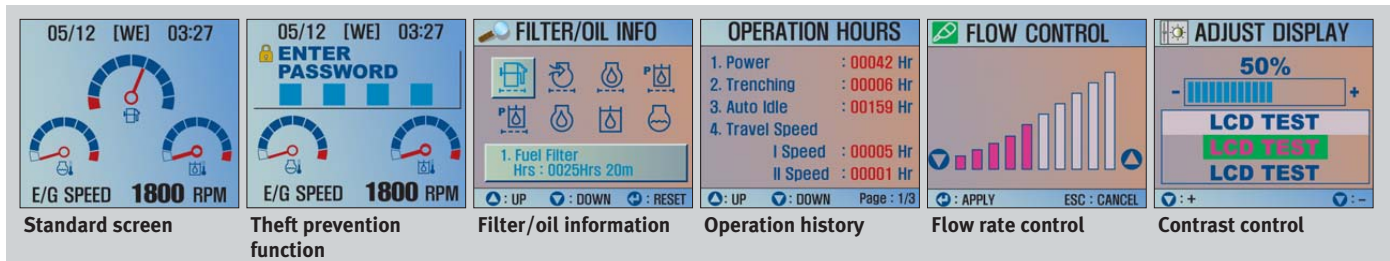 05/12 [WE] 03:27
E/G SPEED 1800 RPM
Standard screen
05/12 [WE] 03:27
ENTER
PASSWORD
E/G SPEED 1800 RPM
Theft prevention
function
FILTER/OIL INFO
P
P
1. Fuel Filter
Hrs : 0025Hrs 20m
: UP : DOWN : RESET
Filter/oil information
OPERATION HOURS
1. Power : 00042 Hr
2. Trenching : 00006 Hr
3. Auto Idle : 00159 Hr
4. Travel Speed
I Speed : 00005 Hr
II Speed : 00001 Hr
: UP : DOWN Page : 1/3
Operation history
FLOW CONTROL
: APPLY ESC : CANCEL
Flow rate control
ADJUST DISPLAY
50%
- +
LCD TEST
LCD TEST
LCD TEST
: + : -
Contrast control